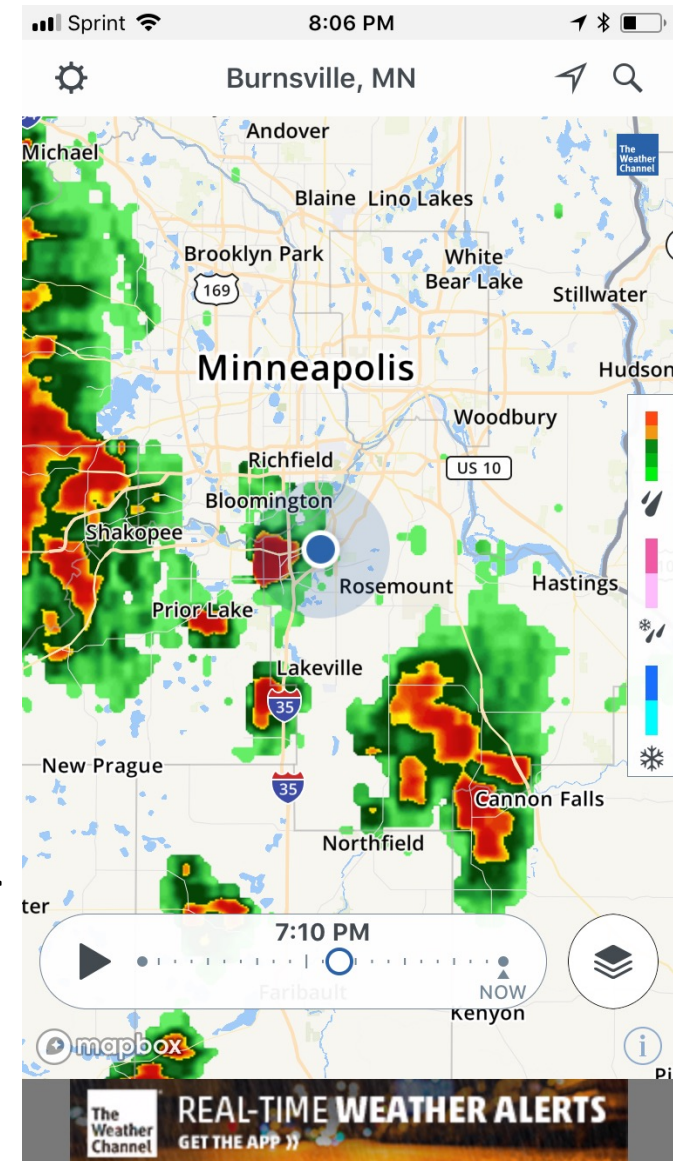 Sprint 8:06 PM
Burnsville, MN
Andover
Michael
The
Weather
Channel
Blaine Lino Lakes
Brooklyn Park
White
Bear Lake
169
Stillwater
Minneapolis
Hudson
Woodbury
Richfield
US 10
Bloomington
Shakopee
Rosemount
Hastings
Prior Lake
Lakeville
35
New Prague
35
Cannon Falls
Northfield
ter
7:10 PM
NOW
Faribault
Kenyon
mapbox
i
Pi
The
Weather
Channel
REAL-TIME WEATHER ALERTS
GET THE APP ⟩⟩